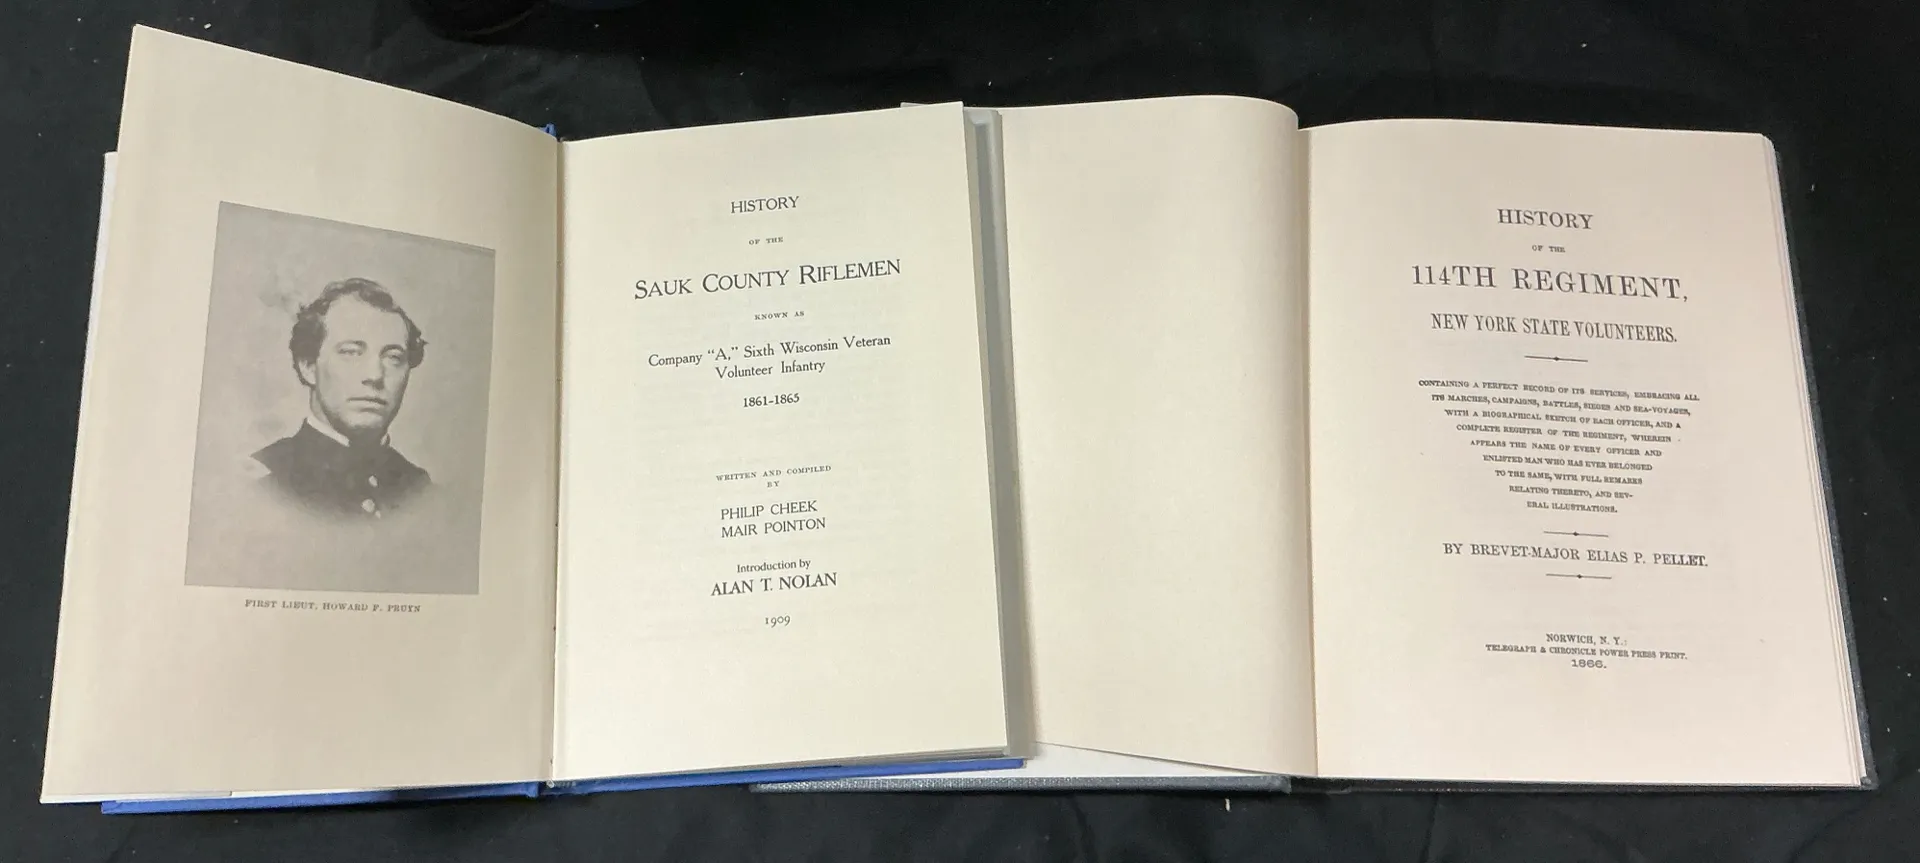 FIRST LIEUT. HOWARD F. PRUYN
HISTORY
OF THE
SAUK COUNTY RIFLEMEN
KNOWN AS
Company “A,” Sixth Wisconsin Veteran
Volunteer Infantry
1861-1865
WRITTEN AND COMPILED
BY
PHILIP CHEEK
MAIR POINTON
Introduction by
ALAN T. NOLAN
1909
HISTORY
OF THE
114TH REGIMENT,
NEW YORK STATE VOLUNTEERS.
CONTAINING A PERFECT RECORD OF ITS SERVICES, EMBRACING ALL
ITS MARCHES, CAMPAIGNS, BATTLES, SIEGES AND SEA-VOYAGES,
WITH A BIOGRAPHICAL SKETCH OF EACH OFFICER, AND A
COMPLETE REGISTER OF THE REGIMENT, WHEREIN
APPEARS THE NAME OF EVERY OFFICER AND
ENLISTED MAN WHO HAS EVER BELONGED
TO THE SAME, WITH FULL REMARKS
RELATING THERETO, AND SEV-
ERAL ILLUSTRATIONS.
BY BREVET-MAJOR ELIAS P. PELLET.
NORWICH, N. Y.:
TELEGRAPH & CHRONICLE POWER PRESS PRINT.
1866.